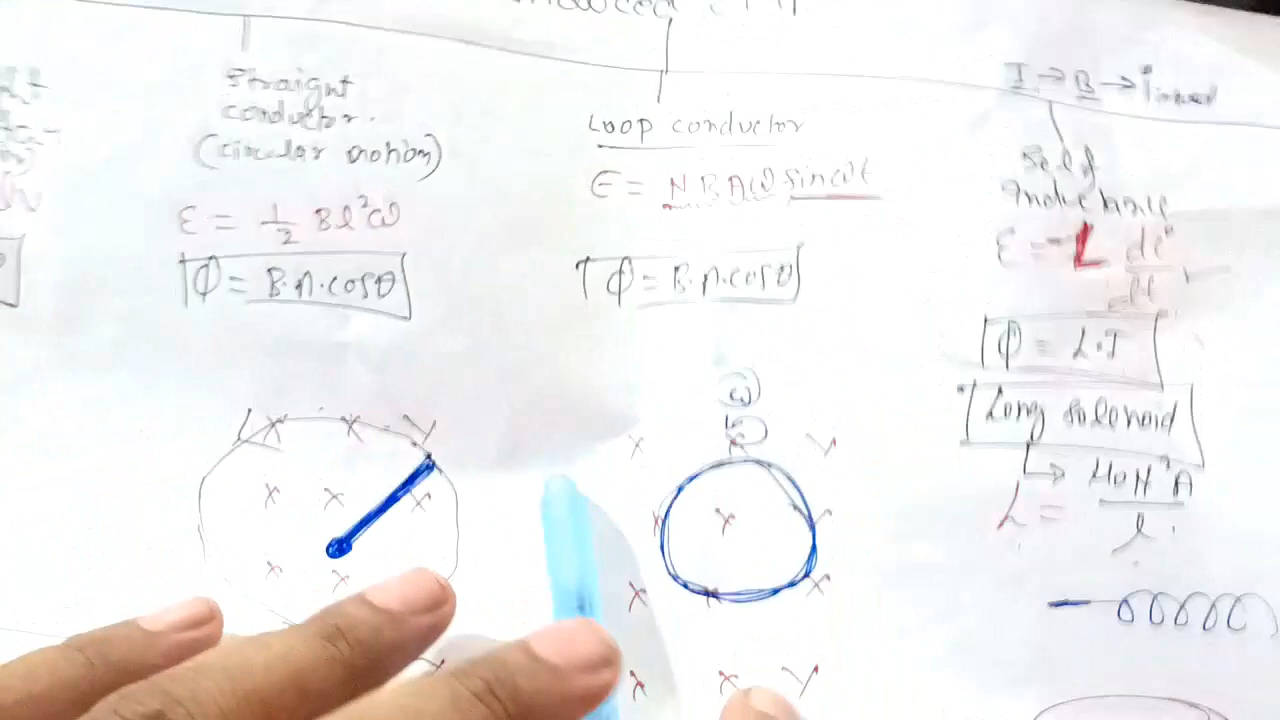 Straight
conductor.
(circular motion)
ε = 1/2 Bl²ω
Φ = B.A.cosθ
Loop conductor
ε = NBAω sinωt
Φ = B.A.cosθ
ω
I → B →
Self
Inductance
ε = -L di/dt
Φ = L.I
Long Solenoid
L = μ₀N²A/l